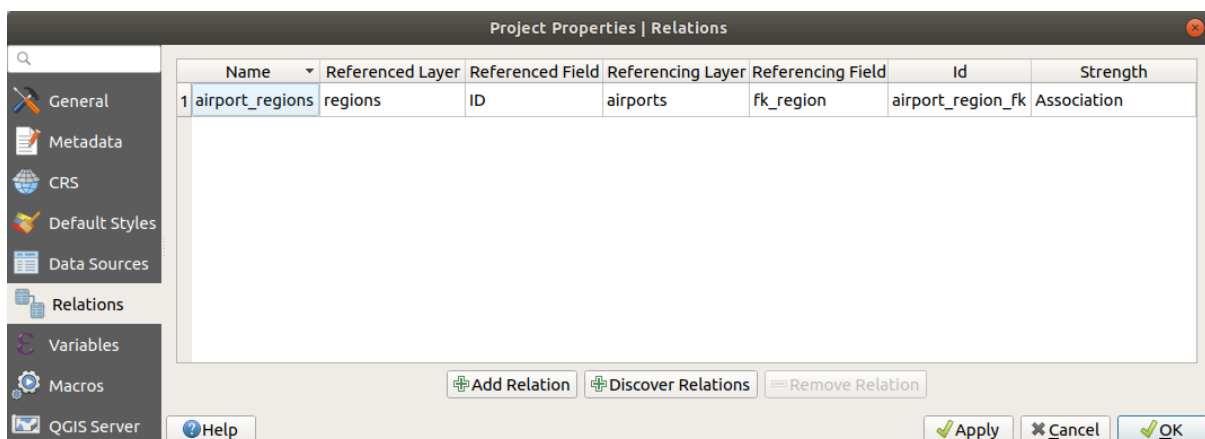 Project Properties | Relations
General
Metadata
CRS
Default Styles
Data Sources
Relations
Variables
Macros
QGIS Server
Name Referenced Layer Referenced Field Referencing Layer Referencing Field Id Strength
1 airport_regions regions ID airports fk_region airport_region_fk Association
Add Relation Discover Relations Remove Relation
Help Apply Cancel OK